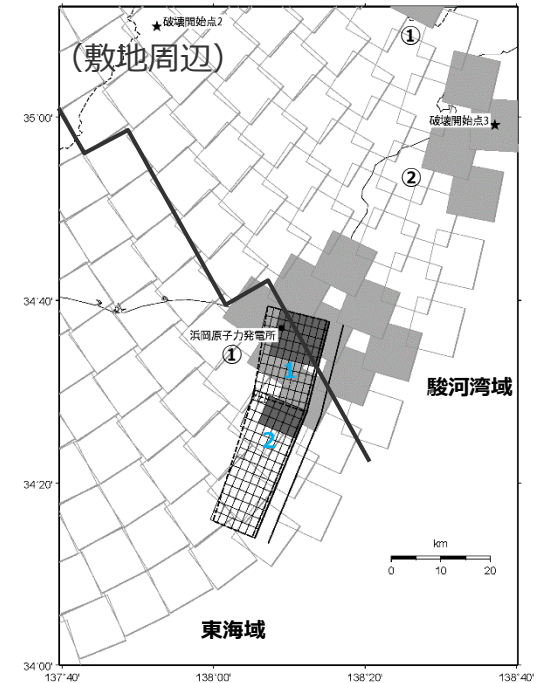 ①
★破壊開始点2
（敷地周辺）
35°00'
破壊開始点3★
②
34°40'
浜岡原子力発電所
①
1
駿河湾域
2
34°20'
km
0 10 20
東海域
34°00'
137°40' 138°00' 138°20' 138°40'